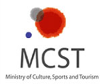 MCST
Ministry of Culture, Sports and Tourism